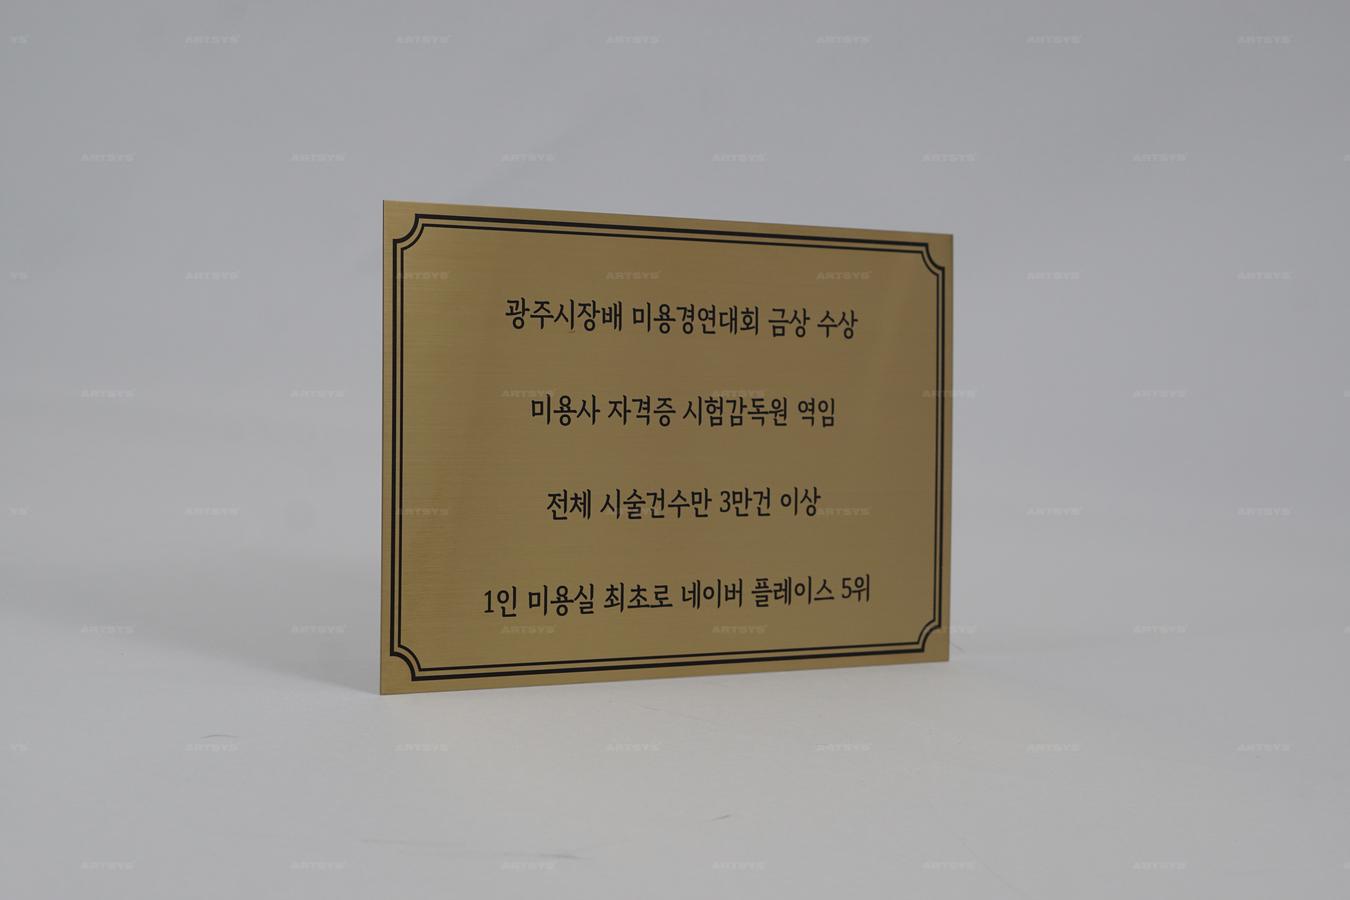 광주시장배 미용경연대회 금상 수상
미용사 자격증 시험감독원 역임
전체 시술건수만 3만건 이상
1인 미용실 최초로 네이버 플레이스 5위
ARTSYS